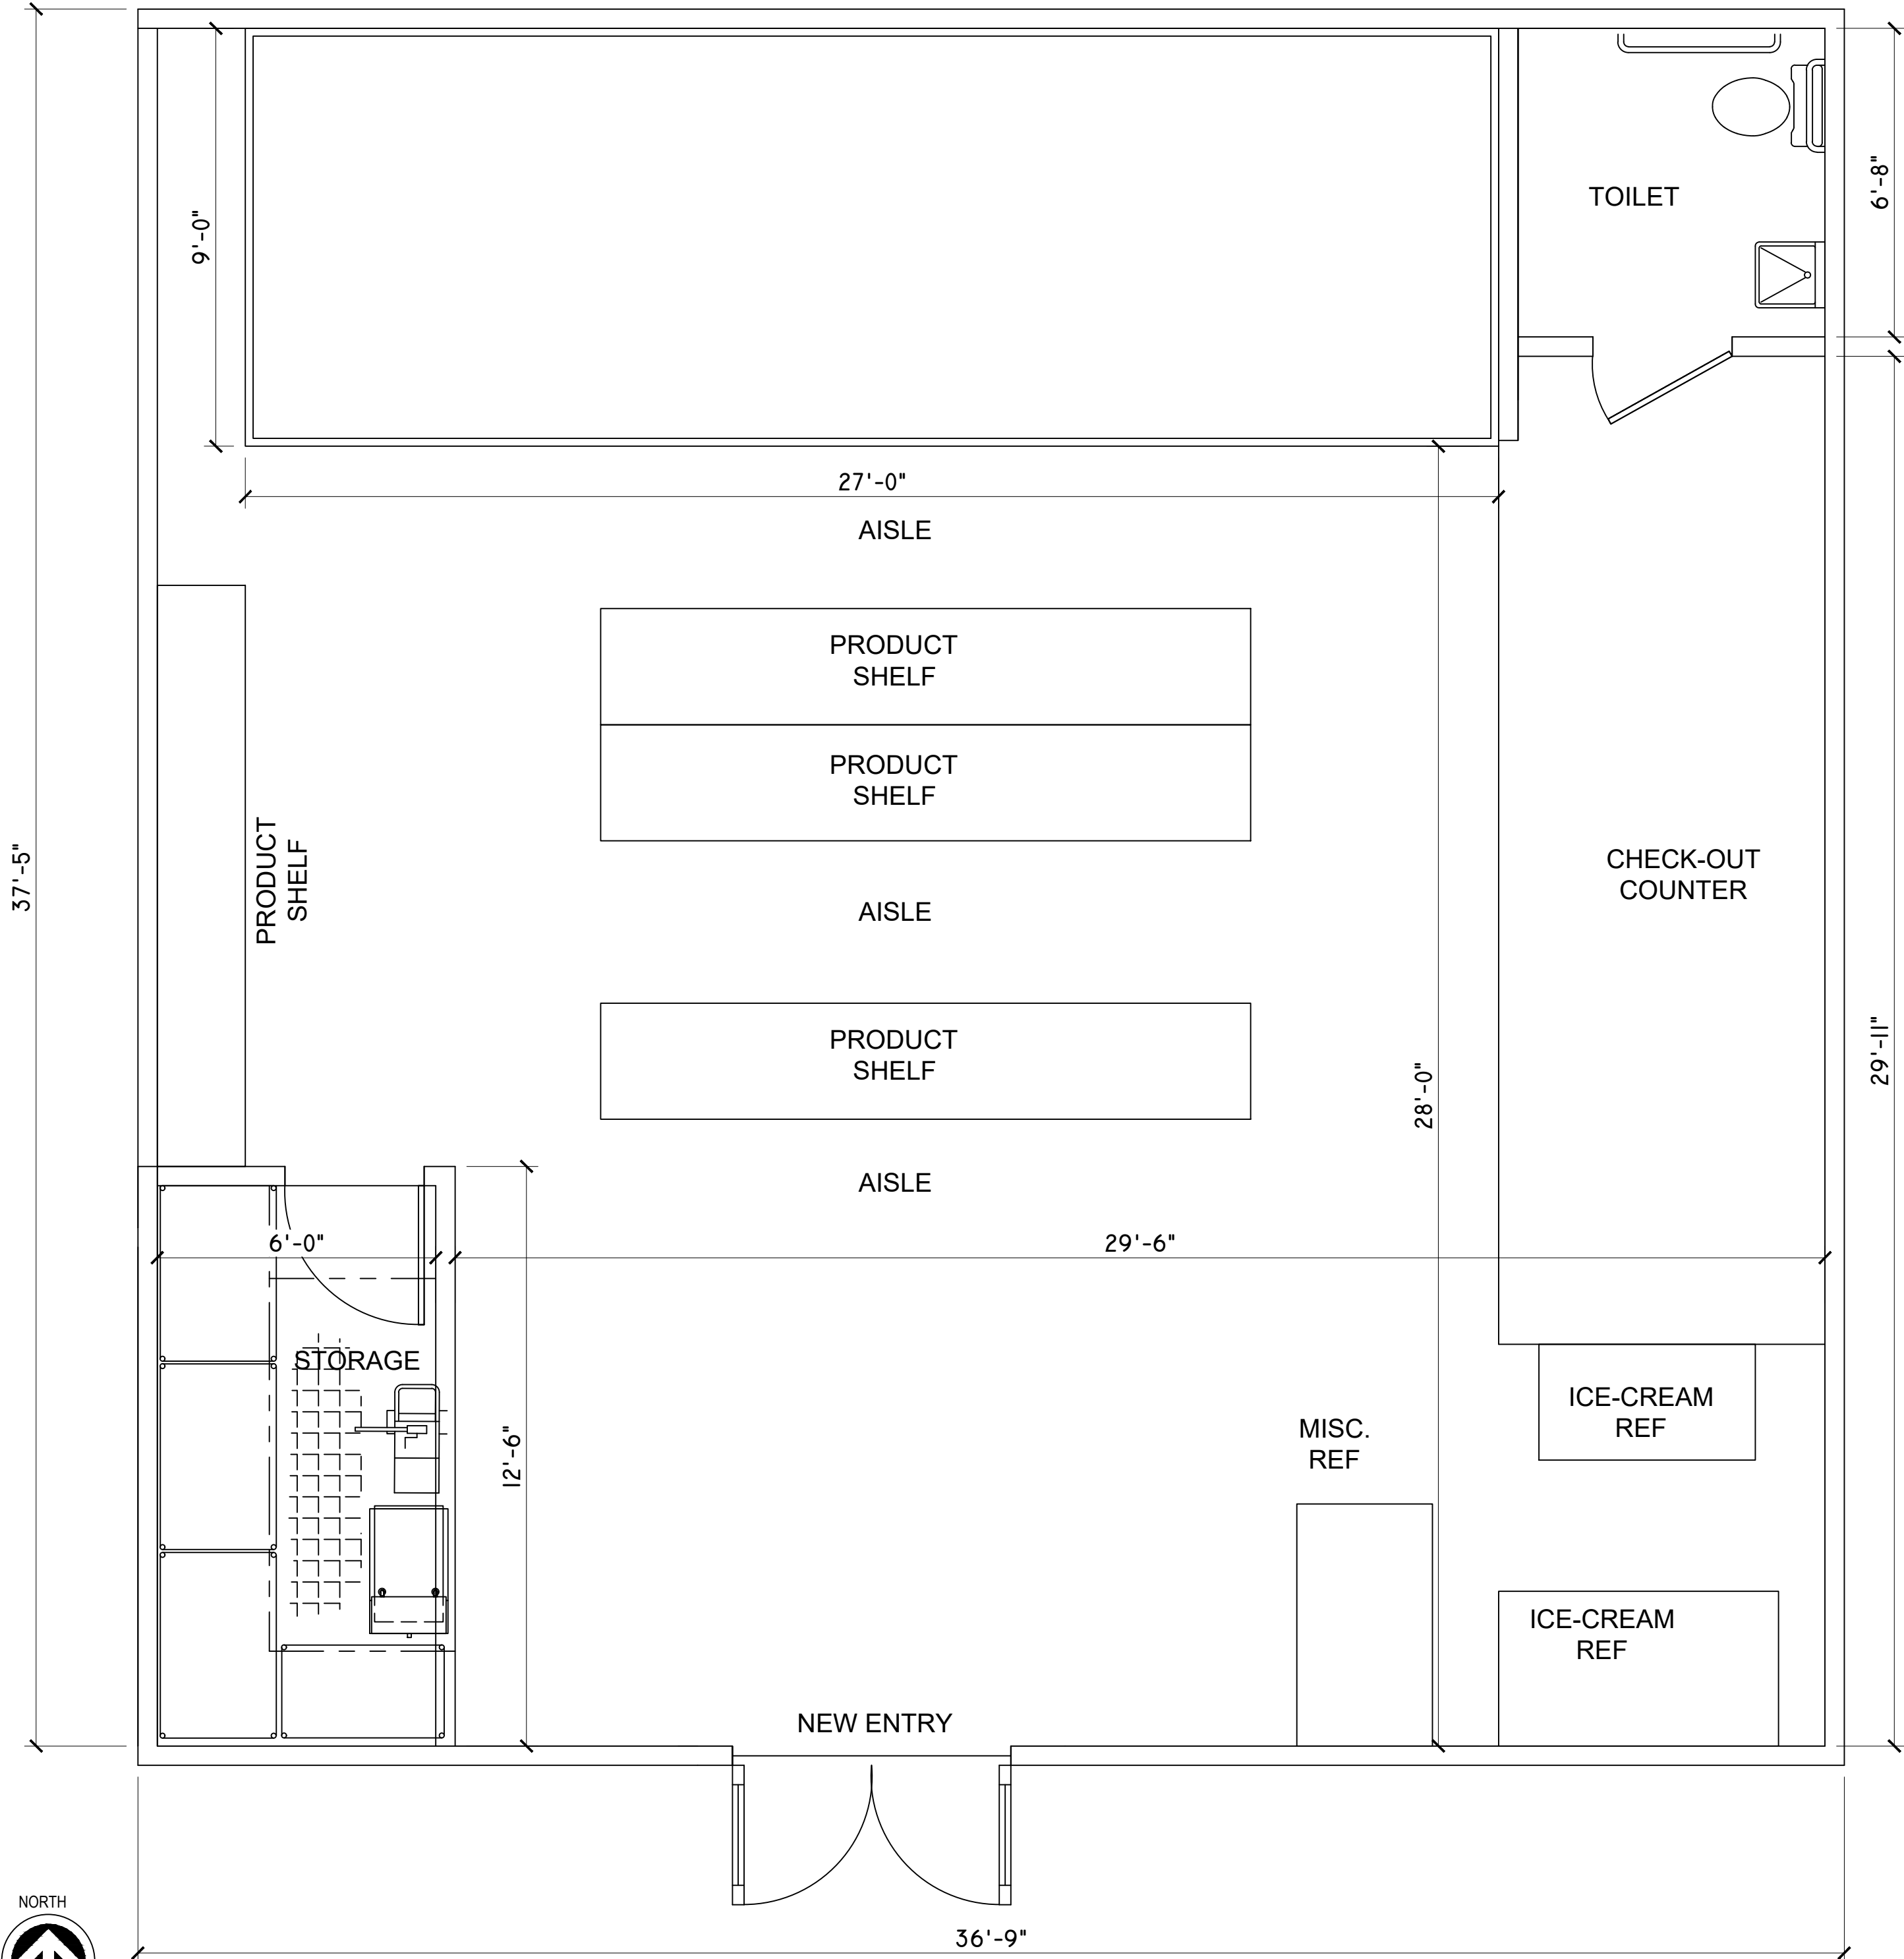 TOILET
6'-8"
9'-0"
27'-0"
AISLE
PRODUCT
SHELF
PRODUCT
SHELF
PRODUCT
SHELF
37'-5"
CHECK-OUT
COUNTER
AISLE
PRODUCT
SHELF
28'-0"
29'-11"
AISLE
6'-0"
29'-6"
STORAGE
12'-6"
MISC.
REF
ICE-CREAM
REF
ICE-CREAM
REF
NEW ENTRY
NORTH
36'-9"